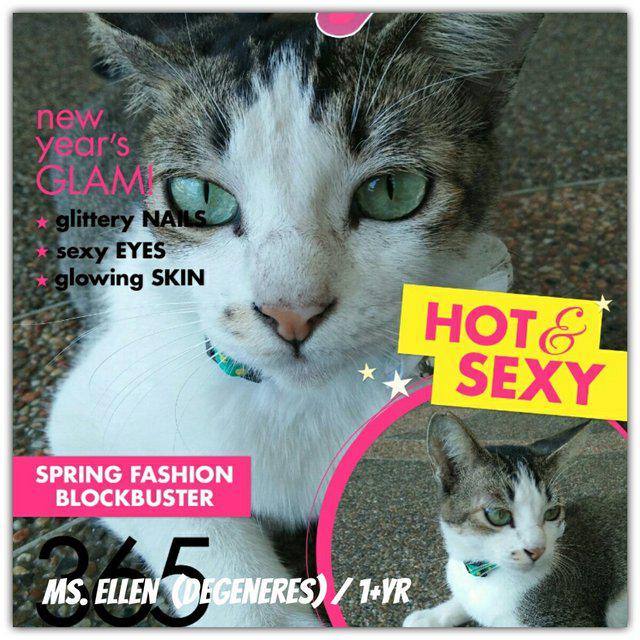 new
year's
GLAM!
★ glittery NAILS
★ sexy EYES
★ glowing SKIN
HOT &
SEXY
SPRING FASHION
BLOCKBUSTER
365
MS. ELLEN (DEGENERES) / 1+YR